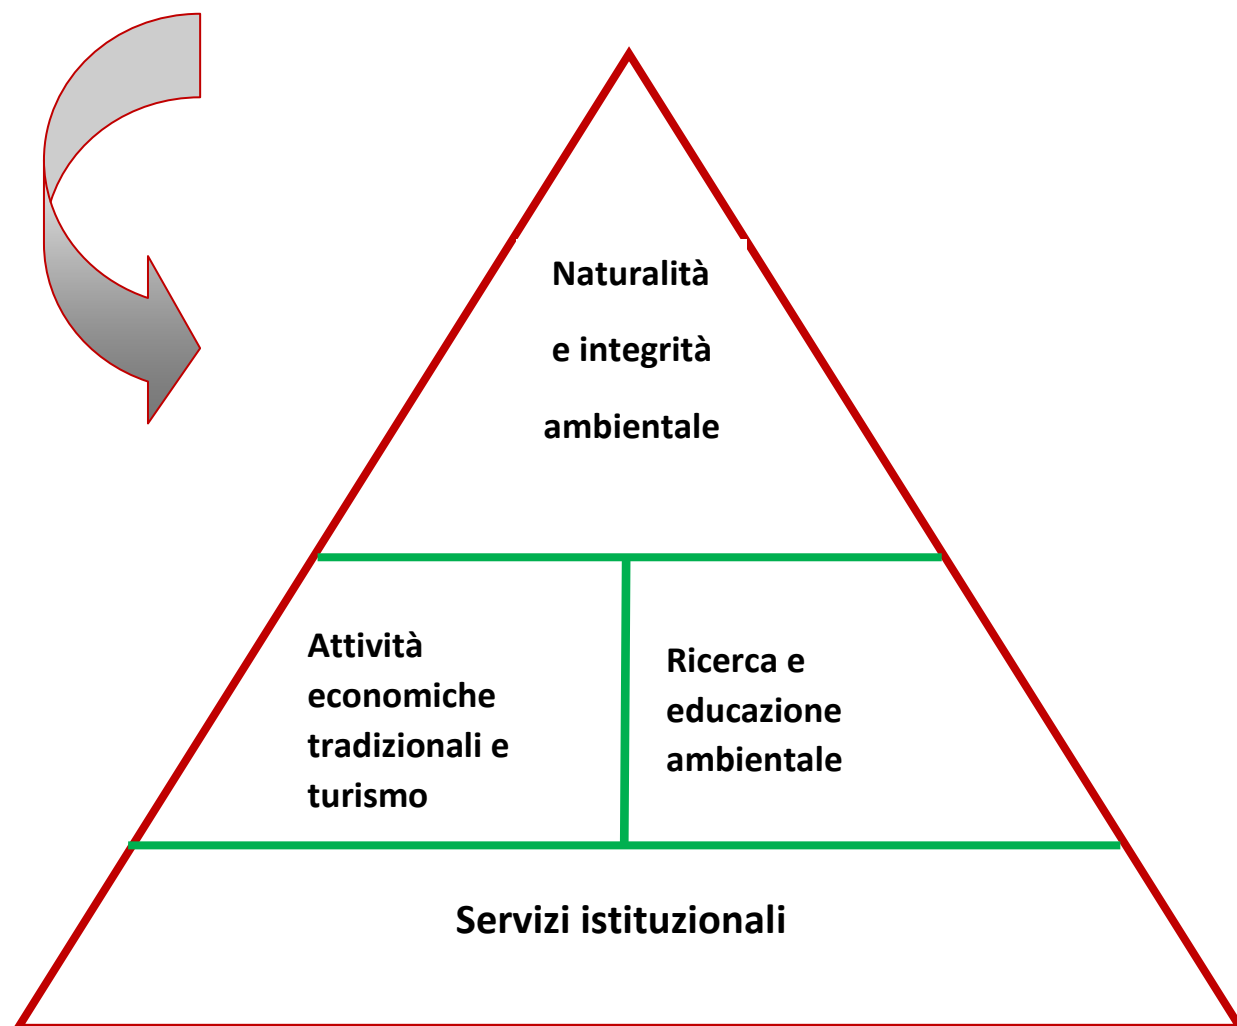 Naturalità
e integrità
ambientale
Attività
economiche
tradizionali e
turismo
Ricerca e
educazione
ambientale
Servizi istituzionali